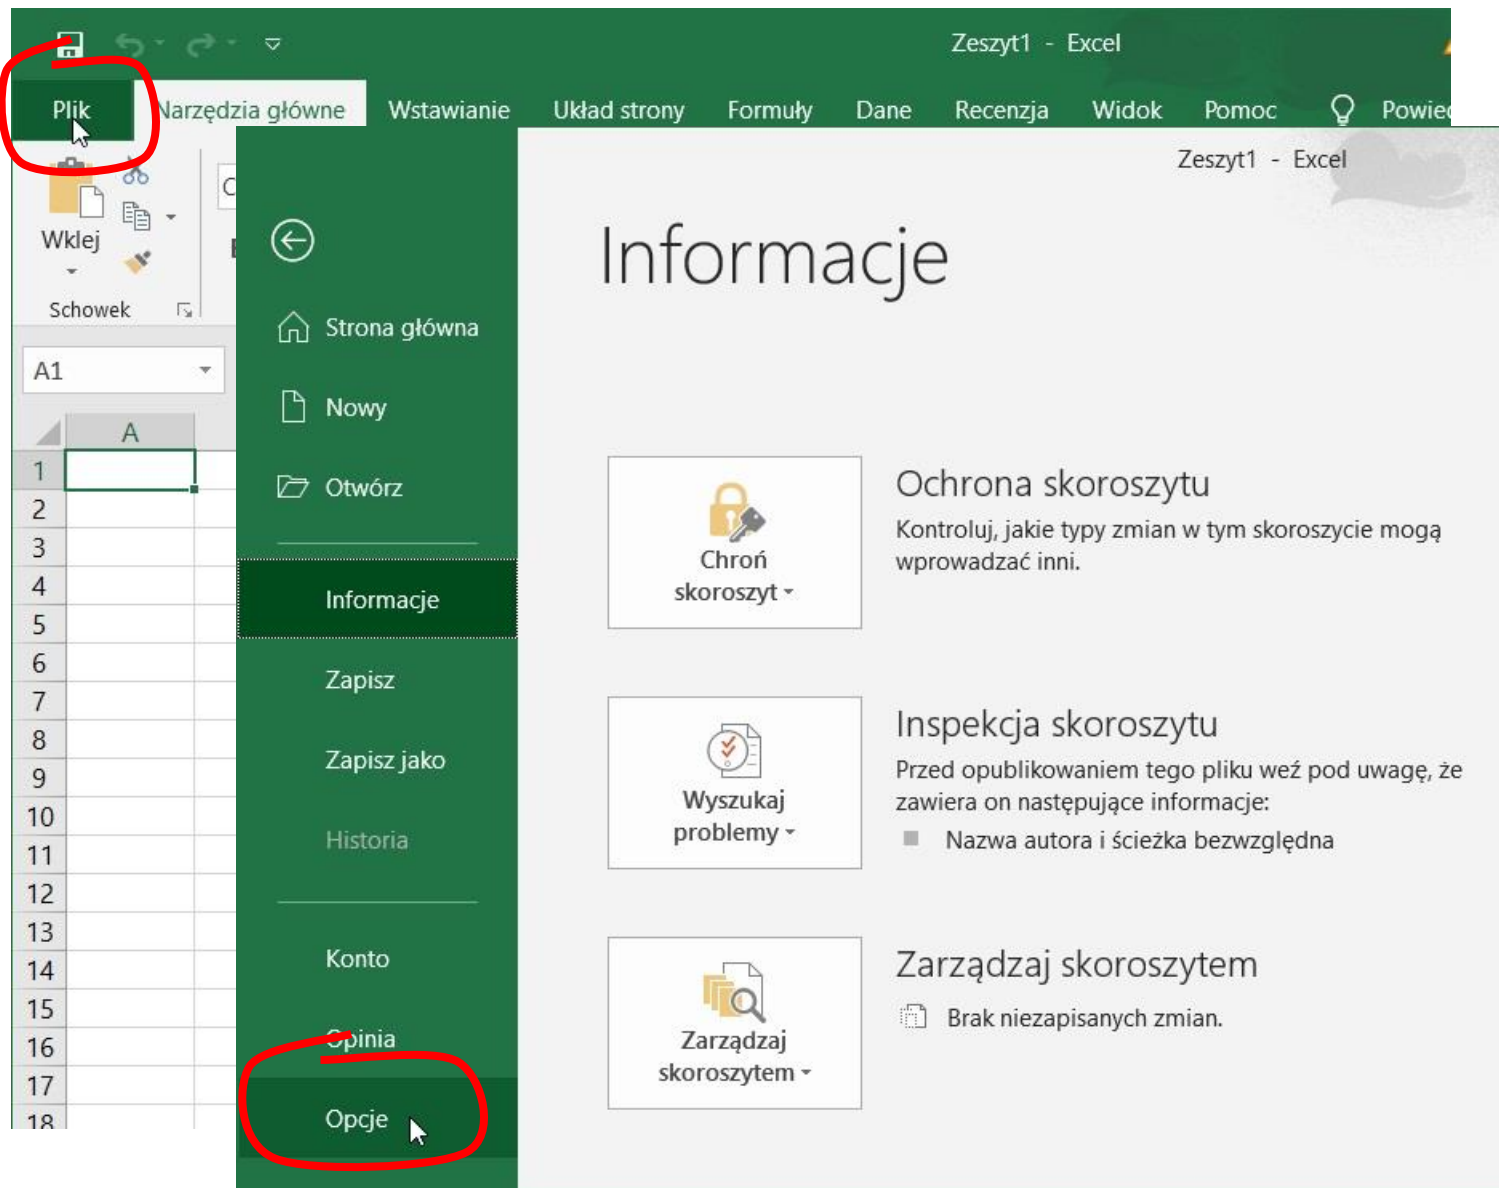 Zeszyt1 - Excel
Plik Narzędzia główne Wstawianie Układ strony Formuły Dane Recenzja Widok Pomoc
Zeszyt1 - Excel
Wklej
Schowek
A1
A
1
2
3
4
5
6
7
8
9
10
11
12
13
14
15
16
17
18
Strona główna
Nowy
Otwórz
Informacje
Zapisz
Zapisz jako
Historia
Konto
Opinia
Opcje
Informacje
Chroń
skoroszyt
Ochrona skoroszytu
Kontroluj, jakie typy zmian w tym skoroszycie mogą
wprowadzać inni.
Wyszukaj
problemy
Inspekcja skoroszytu
Przed opublikowaniem tego pliku weź pod uwagę, że
zawiera on następujące informacje:
Nazwa autora i ścieżka bezwzględna
Zarządzaj
skoroszytem
Zarządzaj skoroszytem
Brak niezapisanych zmian.